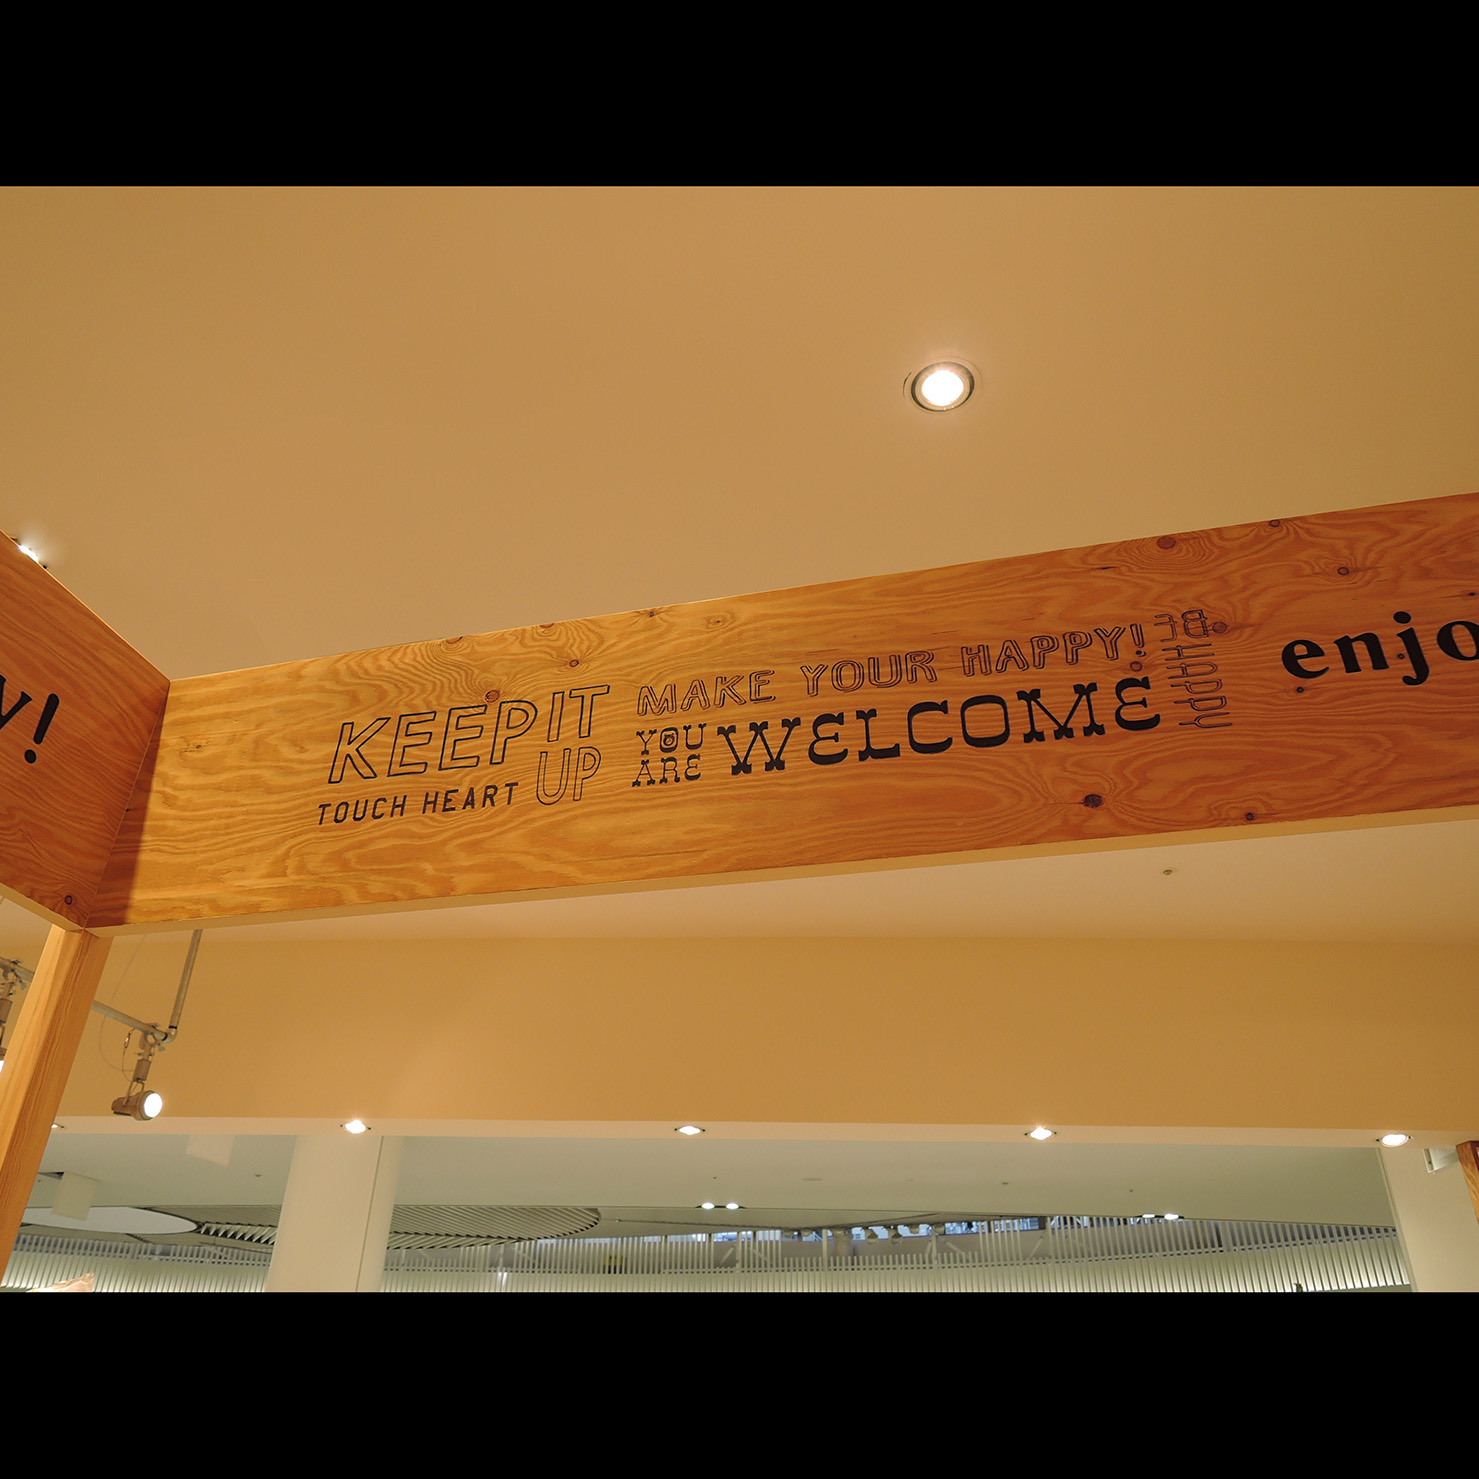 y!
KEEP IT
UP
TOUCH HEART
MAKE YOUR HAPPY!
YOU
ARE
WELCOME
BE HAPPY
enjo